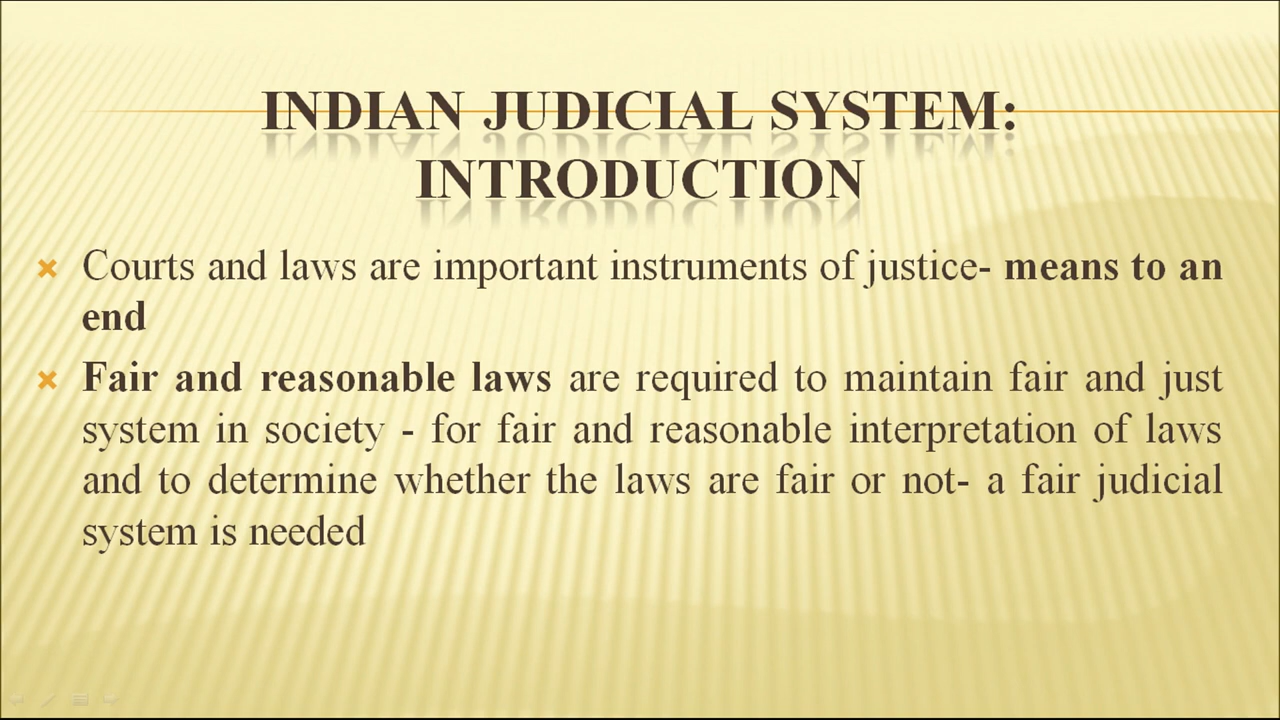 INDIAN JUDICIAL SYSTEM:
INTRODUCTION
Courts and laws are important instruments of justice- means to an
end
Fair and reasonable laws are required to maintain fair and just
system in society - for fair and reasonable interpretation of laws
and to determine whether the laws are fair or not- a fair judicial
system is needed